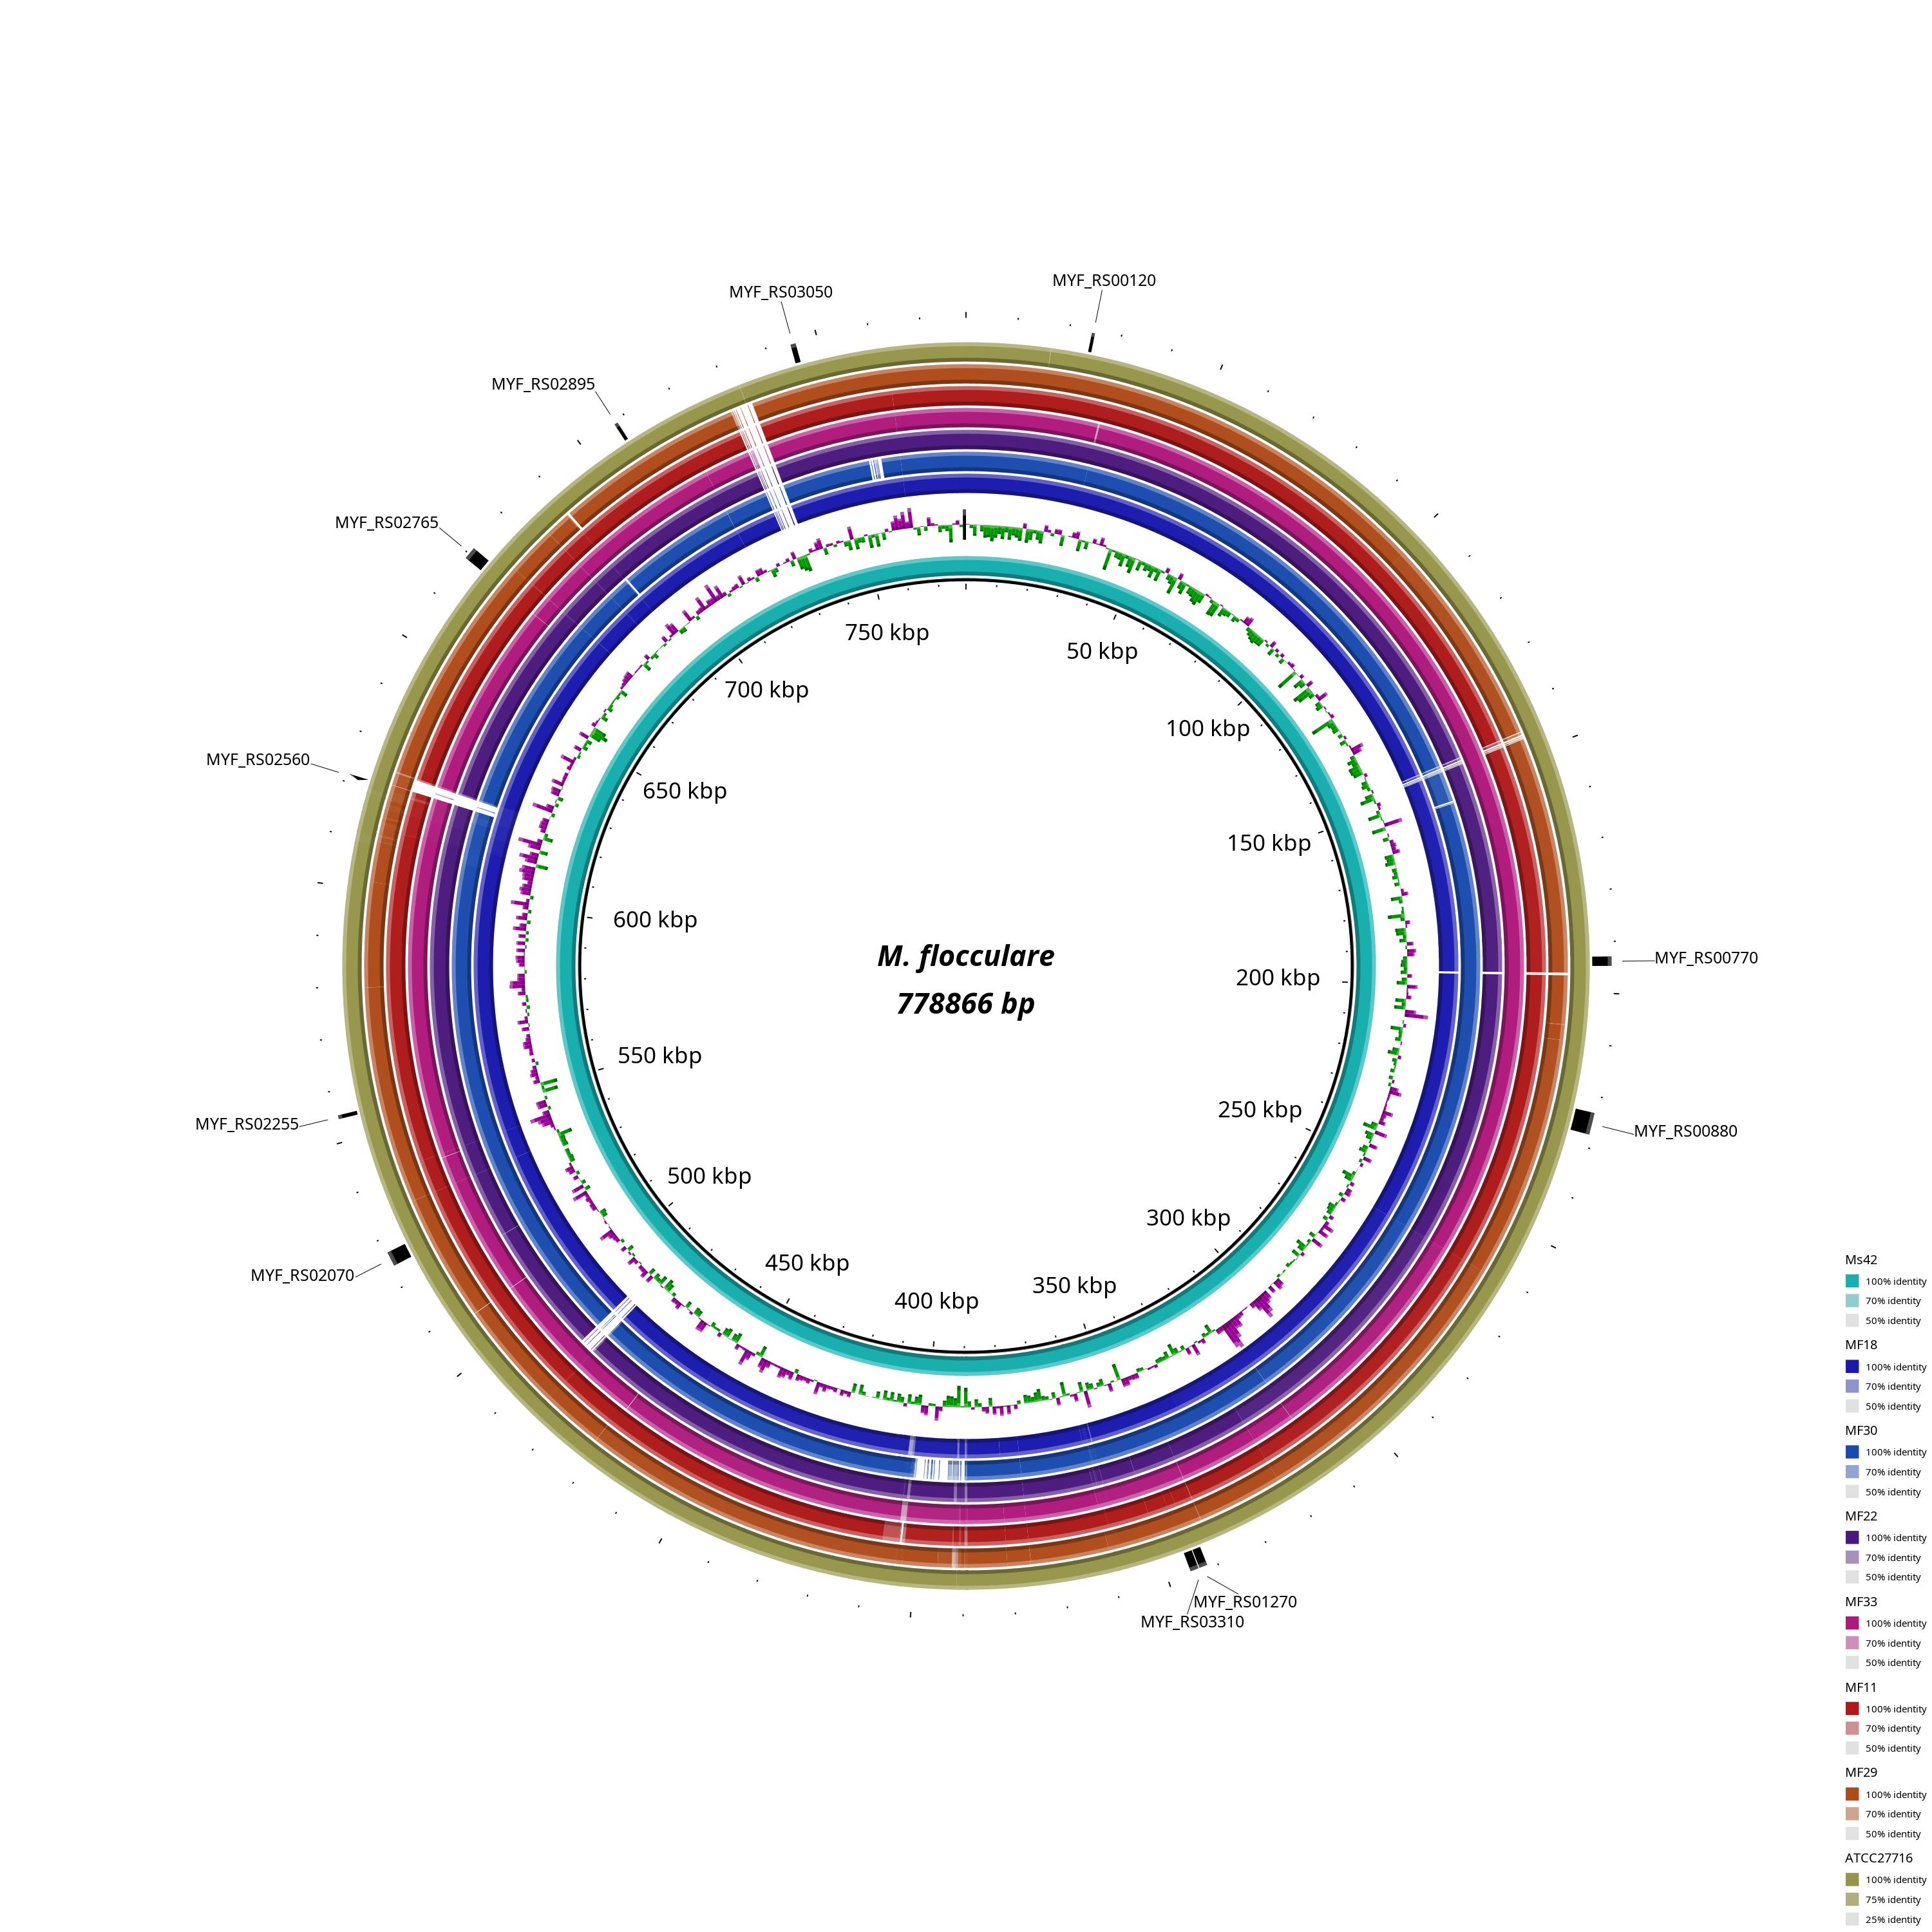 MYF_RS00120
MYF_RS03050
MYF_RS02895
MYF_RS02765
MYF_RS02560
MYF_RS02255
MYF_RS02070
MYF_RS00770
MYF_RS00880
MYF_RS01270
MYF_RS03310
750 kbp
50 kbp
700 kbp
100 kbp
650 kbp
150 kbp
600 kbp
200 kbp
550 kbp
250 kbp
500 kbp
300 kbp
450 kbp
350 kbp
400 kbp
M. flocculare
778866 bp
Ms42
100% identity
70% identity
50% identity
MF18
100% identity
70% identity
50% identity
MF30
100% identity
70% identity
50% identity
MF22
100% identity
70% identity
50% identity
MF33
100% identity
70% identity
50% identity
MF11
100% identity
70% identity
50% identity
MF29
100% identity
70% identity
50% identity
ATCC27716
100% identity
75% identity
25% identity